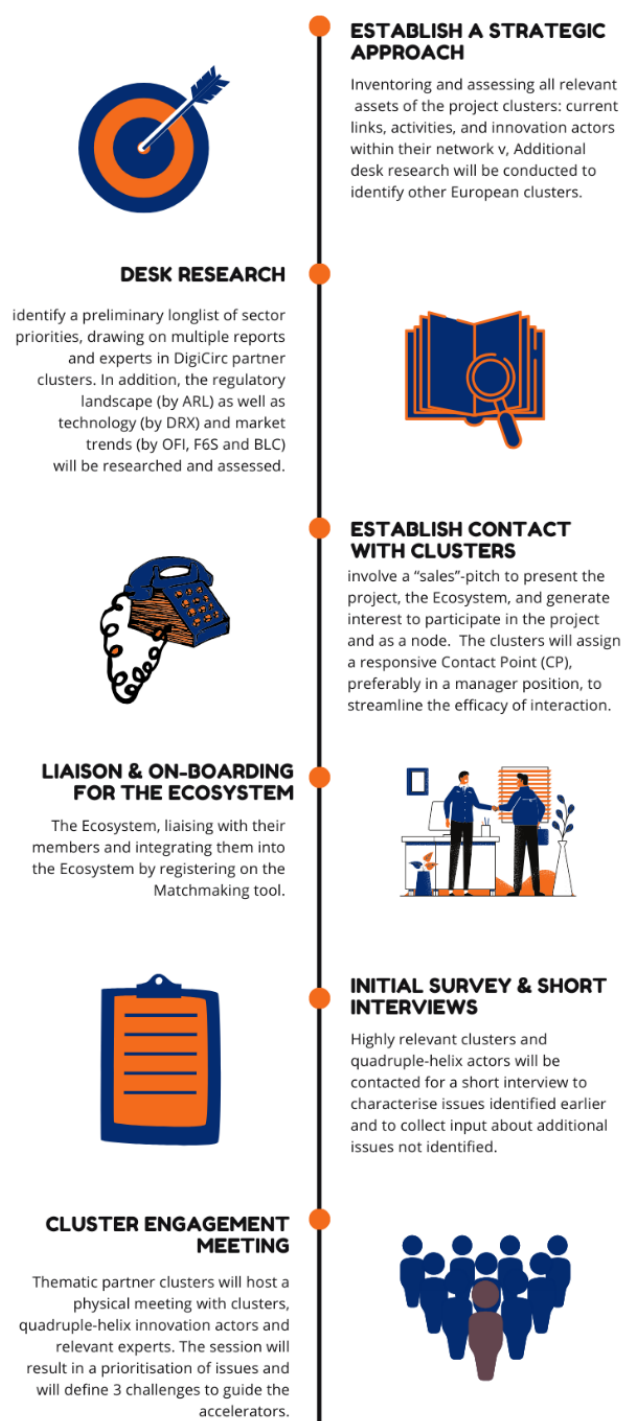 ESTABLISH A STRATEGIC
APPROACH
Inventoring and assessing all relevant
assets of the project clusters: current
links, activities, and innovation actors
within their network v, Additional
desk research will be conducted to
identify other European clusters.
DESK RESEARCH
identify a preliminary longlist of sector
priorities, drawing on multiple reports
and experts in DigiCirc partner
clusters. In addition, the regulatory
landscape (by ARL) as well as
technology (by DRX) and market
trends (by OFI, F6S and BLC)
will be researched and assessed.
ESTABLISH CONTACT
WITH CLUSTERS
involve a “sales”-pitch to present the
project, the Ecosystem, and generate
interest to participate in the project
and as a node. The clusters will assign
a responsive Contact Point (CP),
preferably in a manager position, to
streamline the efficacy of interaction.
LIAISON & ON-BOARDING
FOR THE ECOSYSTEM
The Ecosystem, liaising with their
members and integrating them into
the Ecosystem by registering on the
Matchmaking tool.
INITIAL SURVEY & SHORT
INTERVIEWS
Highly relevant clusters and
quadruple-helix actors will be
contacted for a short interview to
characterise issues identified earlier
and to collect input about additional
issues not identified.
CLUSTER ENGAGEMENT
MEETING
Thematic partner clusters will host a
physical meeting with clusters,
quadruple-helix innovation actors and
relevant experts. The session will
result in a prioritisation of issues and
will define 3 challenges to guide the
accelerators.